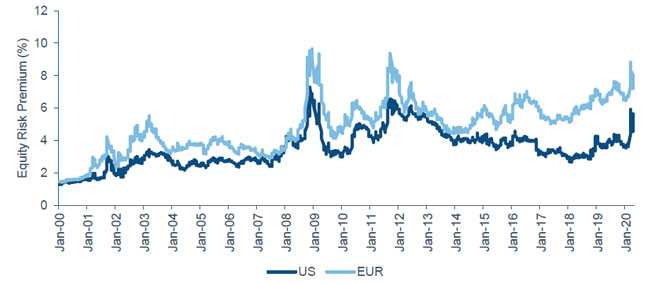 Equity Risk Premium (%)
12
10
8
6
4
2
0
Jan-00
Jan-01
Jan-02
Jan-03
Jan-04
Jan-05
Jan-06
Jan-07
Jan-08
Jan-09
Jan-10
Jan-11
Jan-12
Jan-13
Jan-14
Jan-15
Jan-16
Jan-17
Jan-18
Jan-19
Jan-20
US
EUR